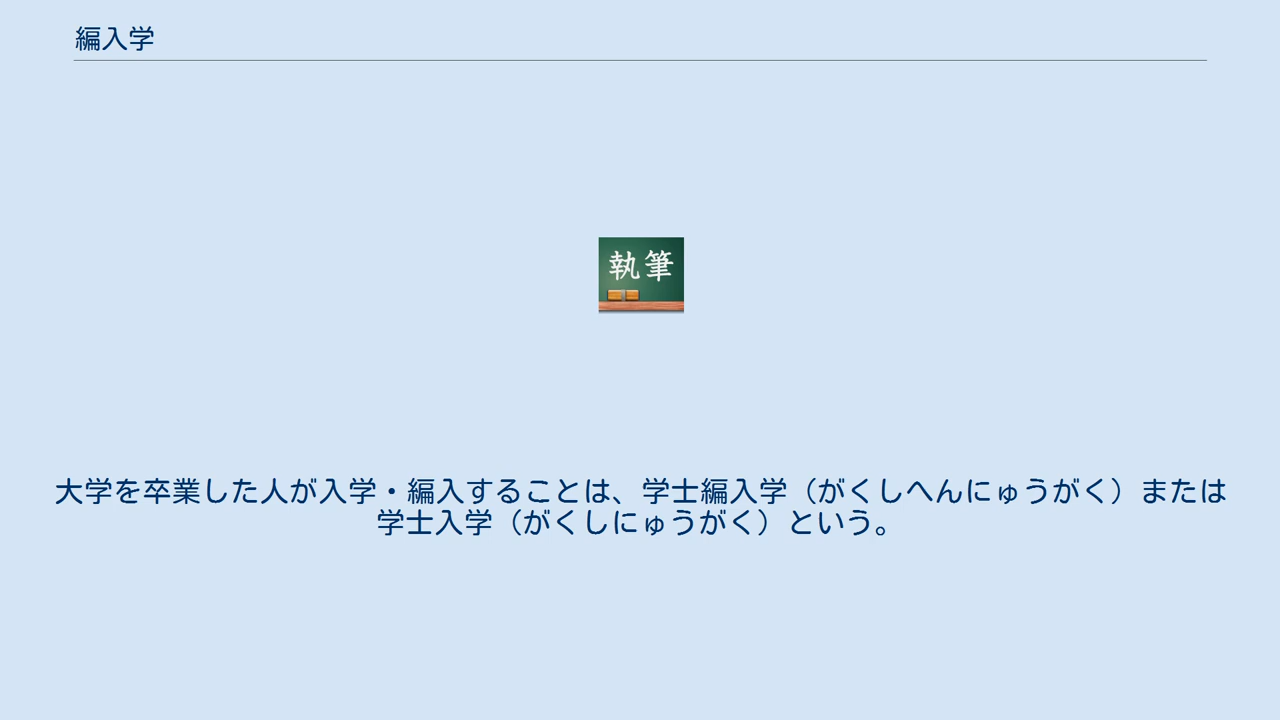 編入学
執筆
大学を卒業した人が入学・編入することは、学士編入学（がくしへんにゅうがく）または
学士入学（がくしにゅうがく）という。